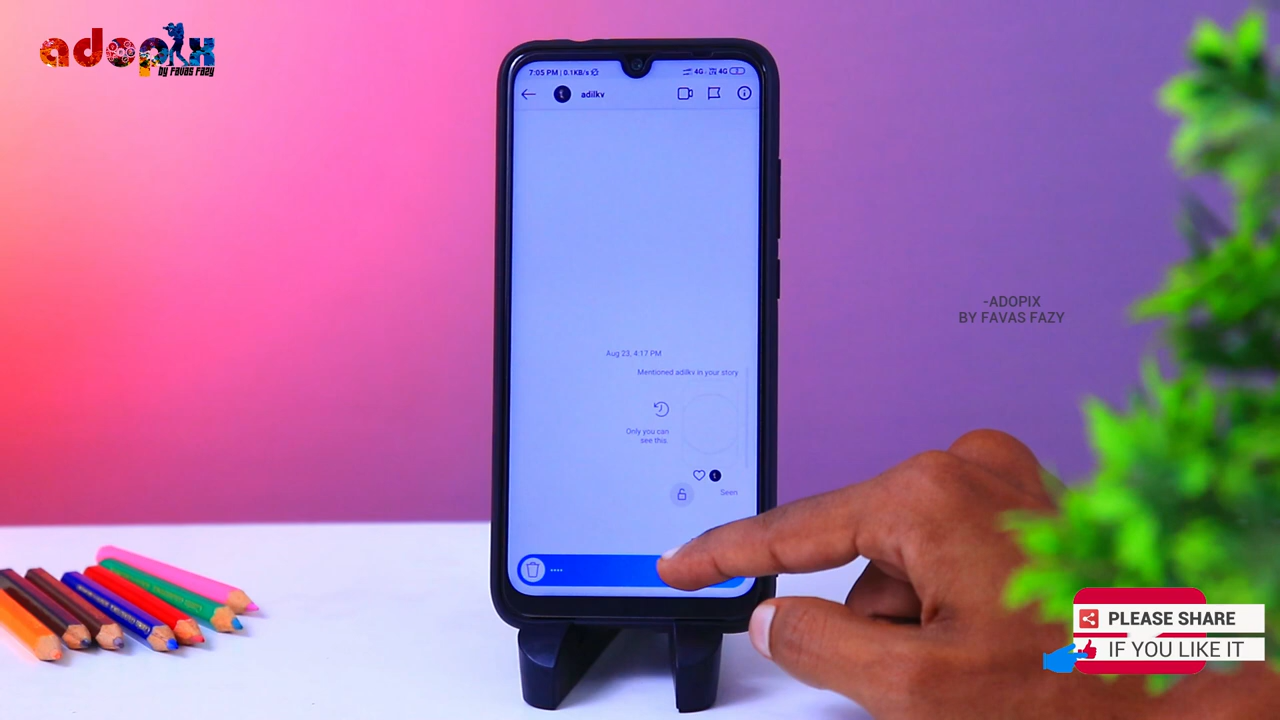 adopix
by FAVAS FAZY
7:05 PM | 0.1KB/s
4G 4G
adilkv
-ADOPIX
BY FAVAS FAZY
Aug 23, 4:17 PM
Mentioned adilkv in your story
Only you can
see this.
Seen
PLEASE SHARE
IF YOU LIKE IT